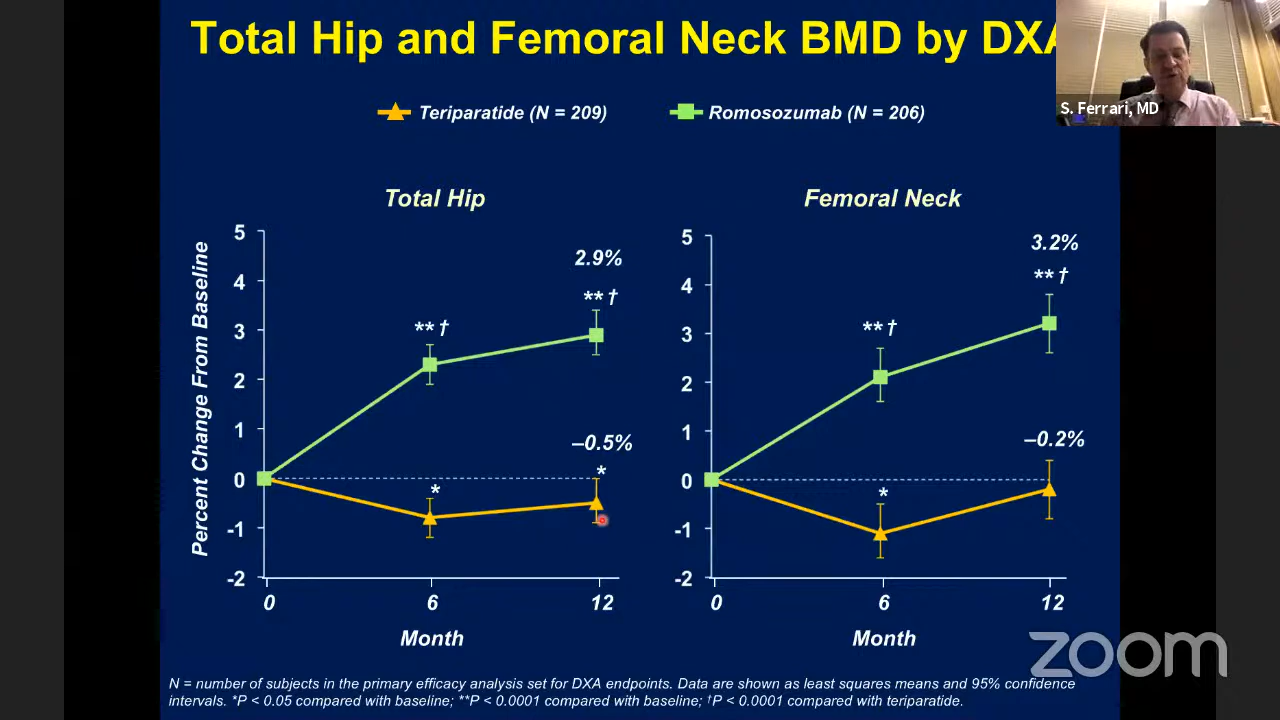 Total Hip and Femoral Neck BMD by DXA
S. Ferrari, MD
Teriparatide (N = 209)
Romosozumab (N = 206)
Total Hip
Percent Change From Baseline
5
4
3
2
1
0
-1
-2
2.9%
**†
**†
–0.5%
*
*
0
6
12
Month
Femoral Neck
5
4
3
2
1
0
-1
-2
3.2%
**†
**†
–0.2%
*
0
6
12
Month
zoom
N = number of subjects in the primary efficacy analysis set for DXA endpoints. Data are shown as least squares means and 95% confidence
intervals. *P < 0.05 compared with baseline; **P < 0.0001 compared with baseline; †P < 0.0001 compared with teriparatide.